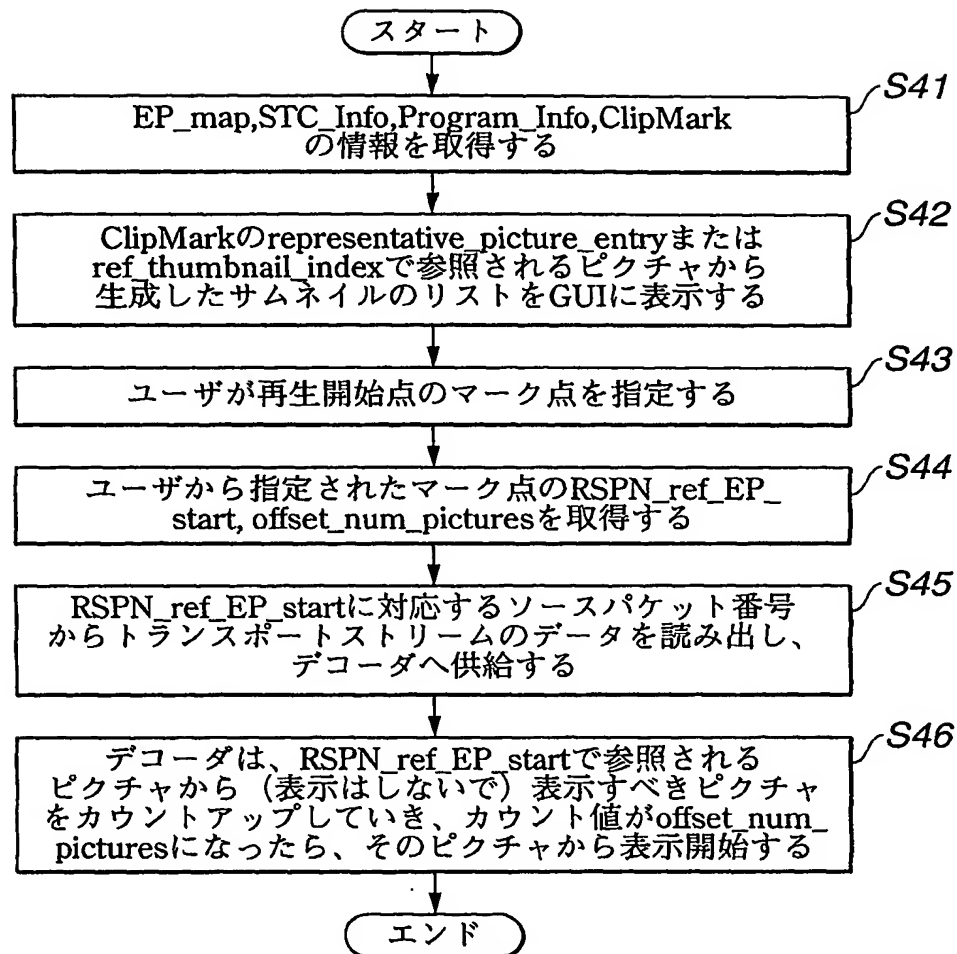 スタート
S41
EP_map,STC_Info,Program_Info,ClipMark
の情報を取得する
S42
ClipMarkのrepresentative_picture_entryまたは
ref_thumbnail_indexで参照されるピクチャから
生成したサムネイルのリストをGUIに表示する
S43
ユーザが再生開始点のマーク点を指定する
S44
ユーザから指定されたマーク点のRSPN_ref_EP_
start, offset_num_picturesを取得する
S45
RSPN_ref_EP_startに対応するソースパケット番号
からトランスポートストリームのデータを読み出し、
デコーダへ供給する
S46
デコーダは、RSPN_ref_EP_startで参照される
ピクチャから（表示はしないで）表示すべきピクチャ
をカウントアップしていき、カウント値がoffset_num_
picturesになったら、そのピクチャから表示開始する
エンド